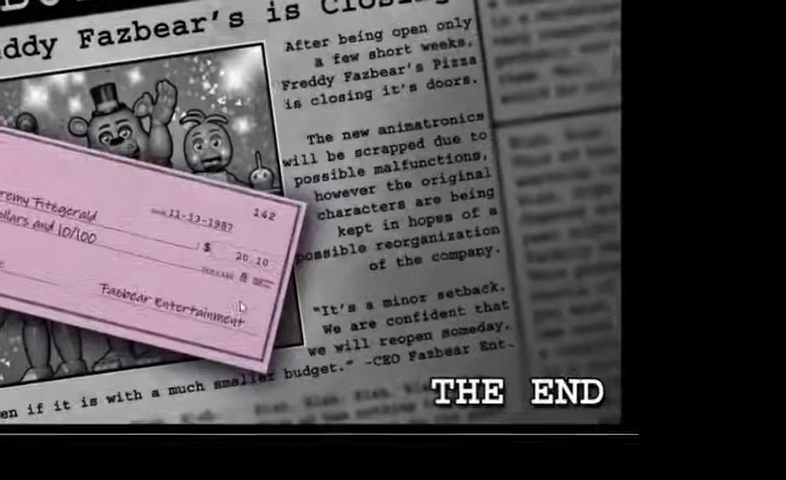 ddy Fazbear's is Closing
After being open only
a few short weeks,
Freddy Fazbear's Pizza
is closing it's doors.
The new animatronics
will be scrapped due to
possible malfunctions,
however the original
characters are being
kept in hopes of a
possible reorganization
of the company.
"It's a minor setback.
We are confident that
we will reopen someday,
en if it is with a much smaller budget." -CEO Fazbear Ent.
remy Fitzgerald
11-13-1987
142
llars and 10/100
$ 20.10
Fazbear Entertainment
THE END